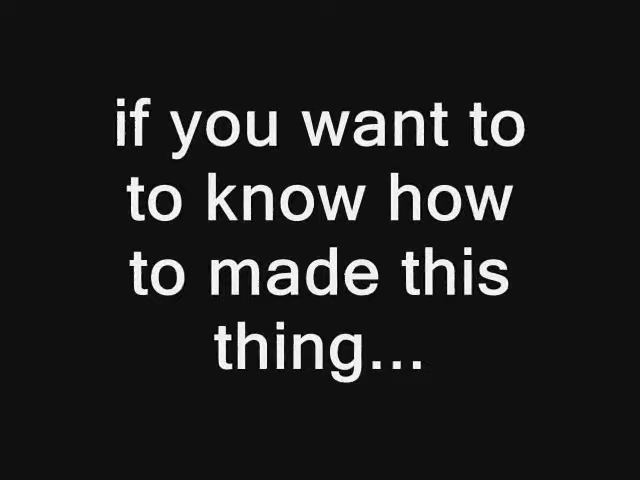 if you want to
to know how
to made this
thing...